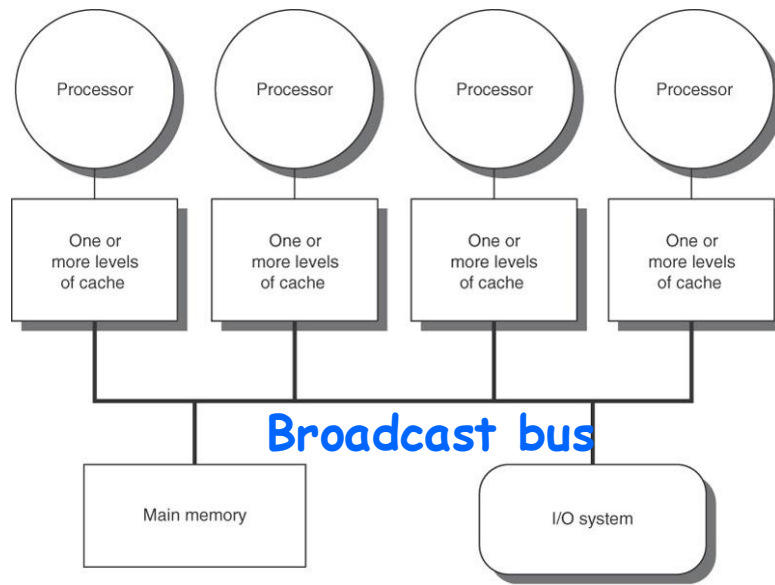 Processor
Processor
Processor
Processor
One or
more levels
of cache
One or
more levels
of cache
One or
more levels
of cache
One or
more levels
of cache
Broadcast bus
Main memory
I/O system